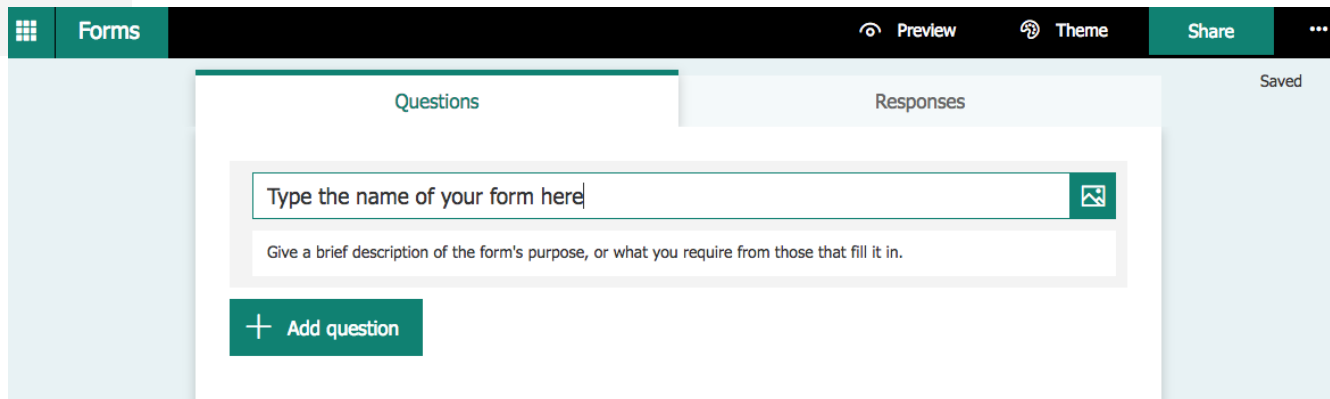 Forms
Preview
Theme
Share
Saved
Questions
Responses
Type the name of your form here
Give a brief description of the form's purpose, or what you require from those that fill it in.
Add question